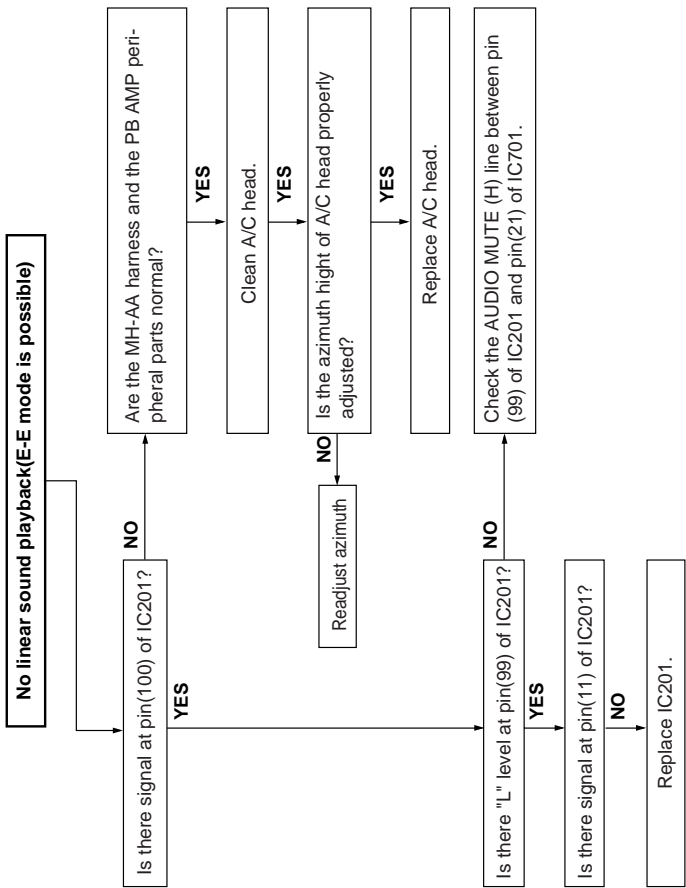 No linear sound playback(E-E mode is possible)
Is there signal at pin(100) of IC201?
NO
Are the MH-AA harness and the PB AMP peri-
pheral parts normal?
YES
YES
Clean A/C head.
YES
Is the azimuth hight of A/C head properly
adjusted?
NO
Readjust azimuth
YES
Replace A/C head.
Is there "L" level at pin(99) of IC201?
NO
Check the AUDIO MUTE (H) line between pin
(99) of IC201 and pin(21) of IC701.
YES
Is there signal at pin(11) of IC201?
NO
Replace IC201.